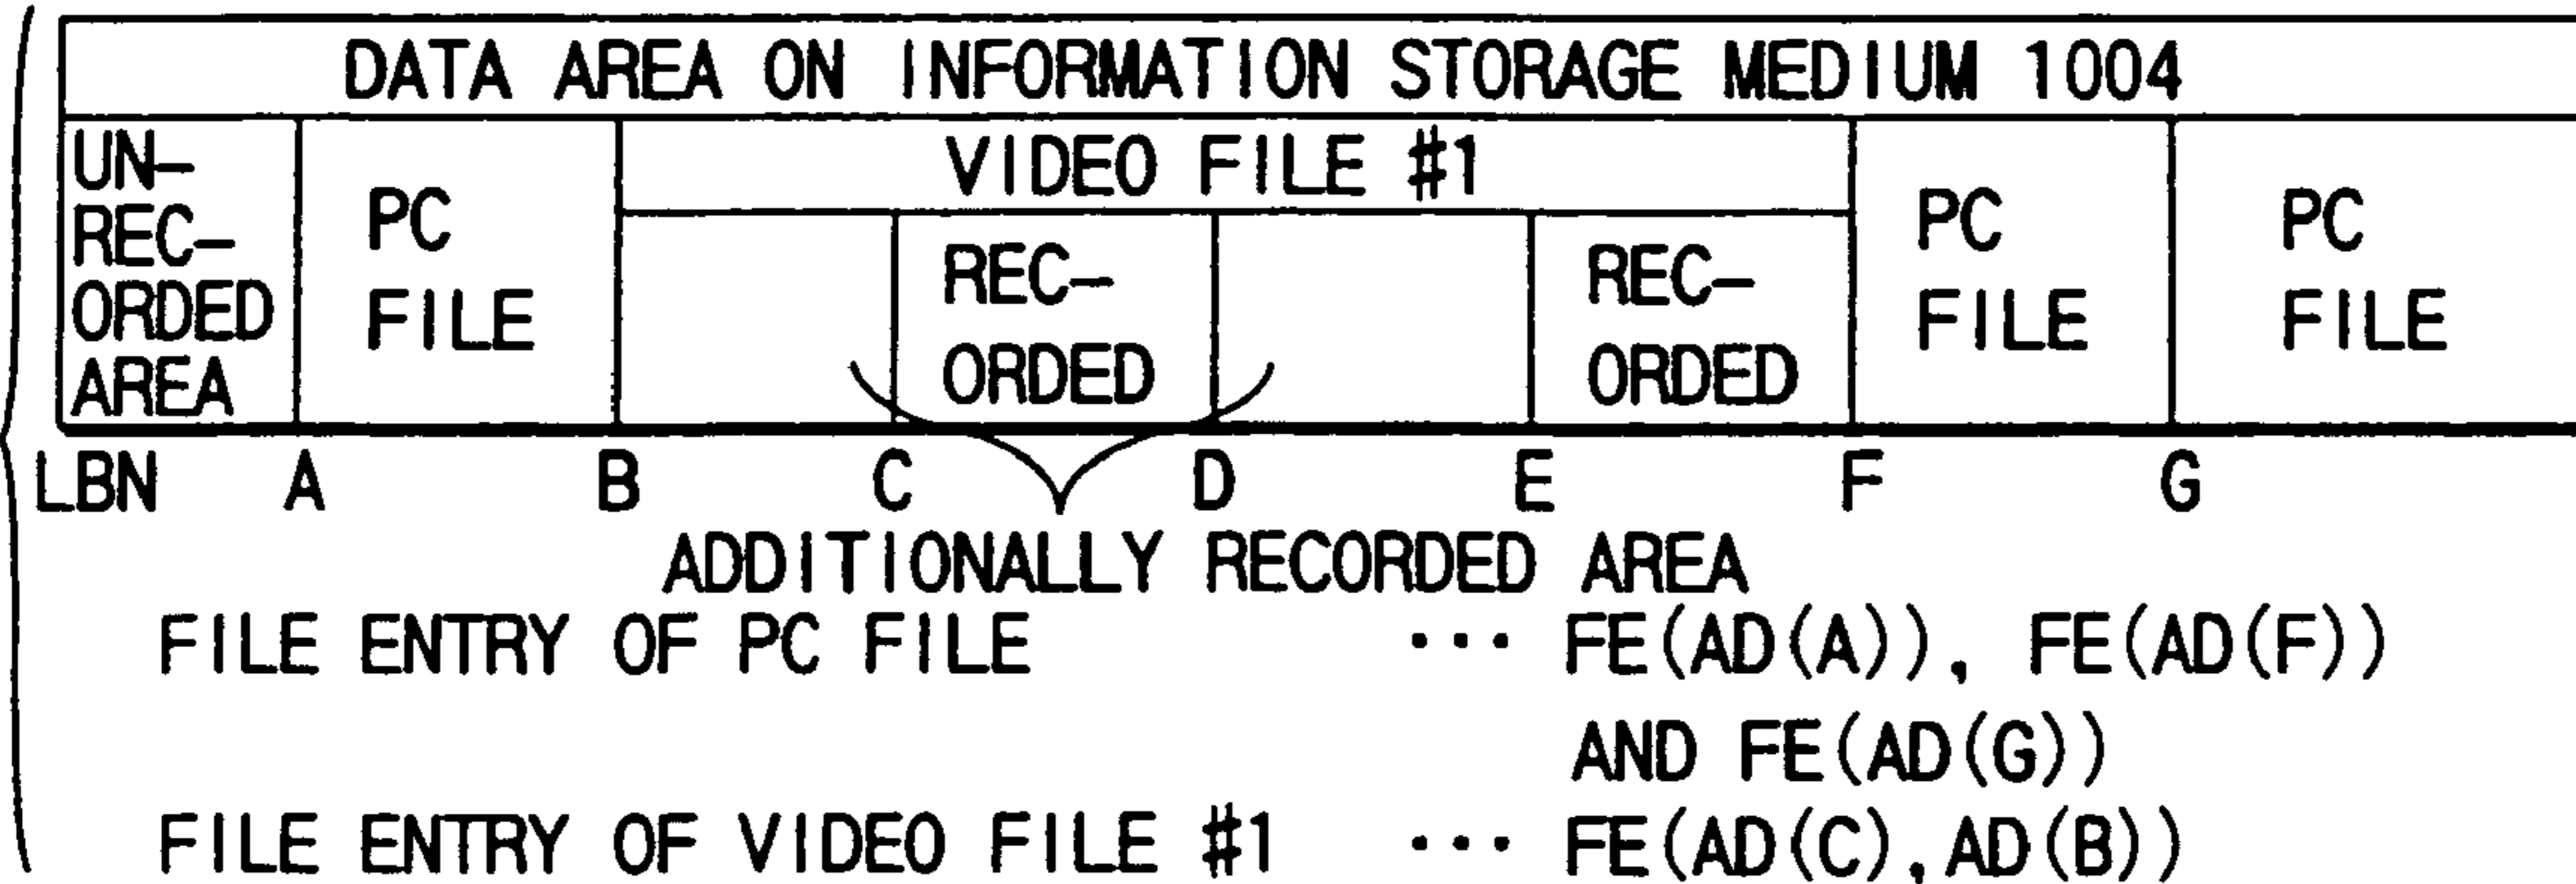 DATA AREA ON INFORMATION STORAGE MEDIUM 1004
UN-
REC-
ORDED
AREA
PC
FILE
VIDEO FILE #1
REC-
ORDED
REC-
ORDED
PC
FILE
PC
FILE
LBN A B C D E F G
ADDITIONALLY RECORDED AREA
FILE ENTRY OF PC FILE ··· FE(AD(A)), FE(AD(F))
AND FE(AD(G))
FILE ENTRY OF VIDEO FILE #1 ··· FE(AD(C),AD(B))